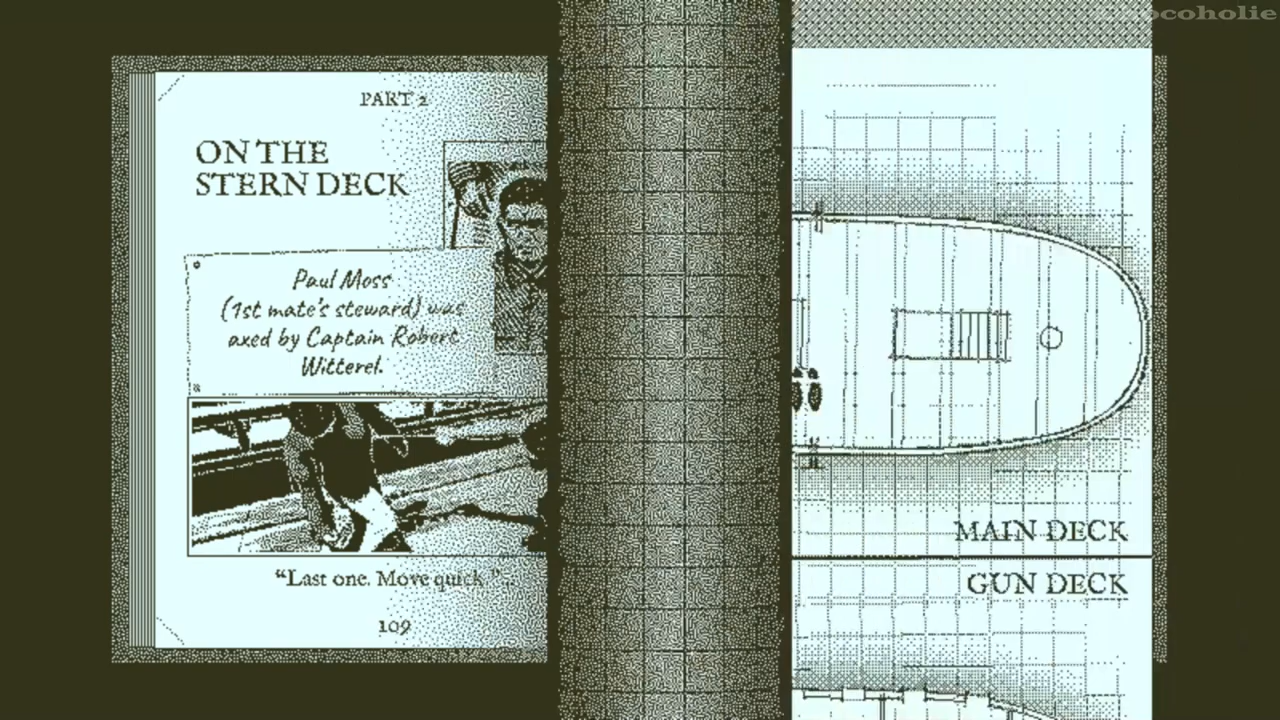 PART 2
ON THE
STERN DECK
Paul Moss
(1st mate's steward) was
axed by Captain Robert
Witterel.
"Last one. Move quick."...
109
MAIN DECK
GUN DECK